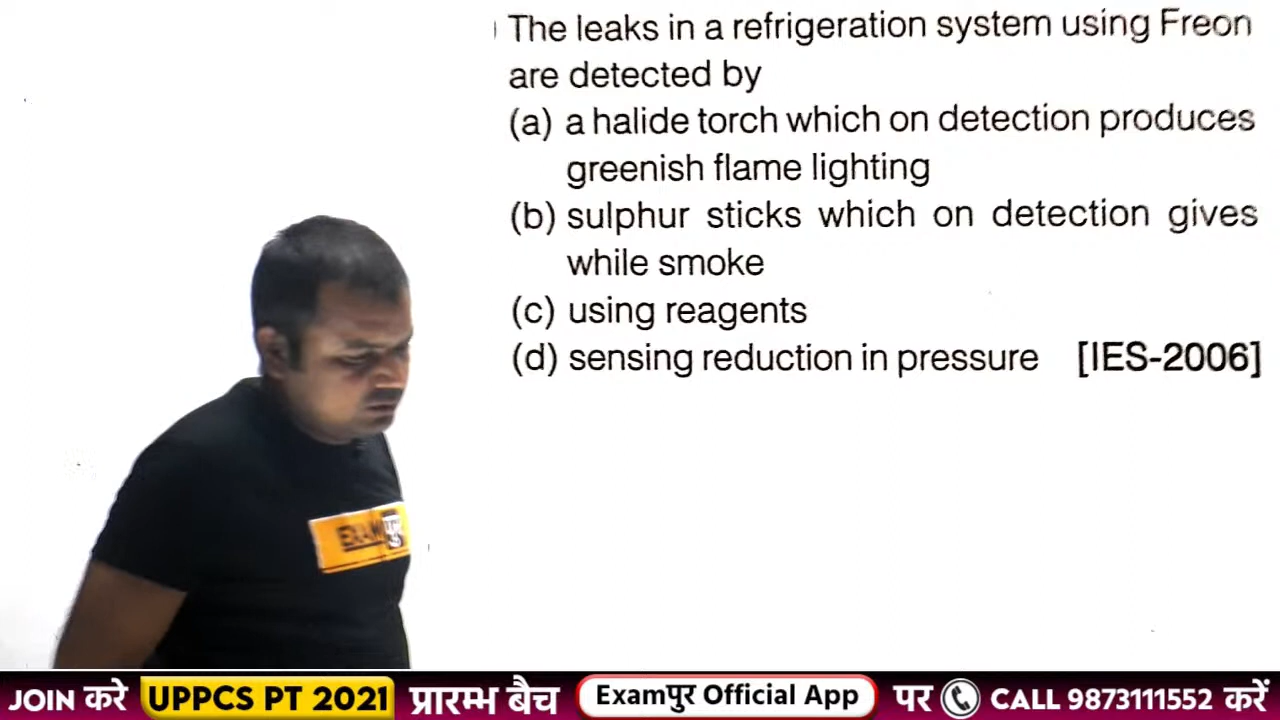 The leaks in a refrigeration system using Freon
are detected by
(a) a halide torch which on detection produces
greenish flame lighting
(b) sulphur sticks which on detection gives
while smoke
(c) using reagents
(d) sensing reduction in pressure [IES-2006]
JOIN करे UPPCS PT 2021 प्रारम्भ बैच Examपुर Official App पर CALL 9873111552 करें